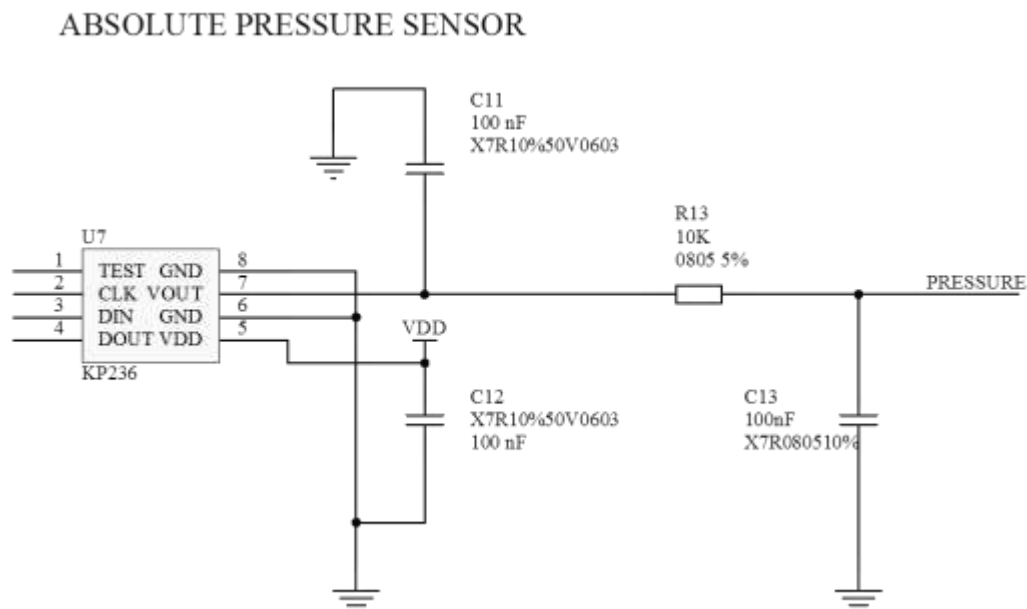 ABSOLUTE PRESSURE SENSOR
C11
100 nF
X7R10%50V0603
R13
10K
0805 5%
U7
1 TEST GND 8
2 CLK VOUT 7
3 DIN GND 6
4 DOUT VDD 5
KP236
PRESSURE
VDD
C12
X7R10%50V0603
100 nF
C13
100nF
X7R080510%